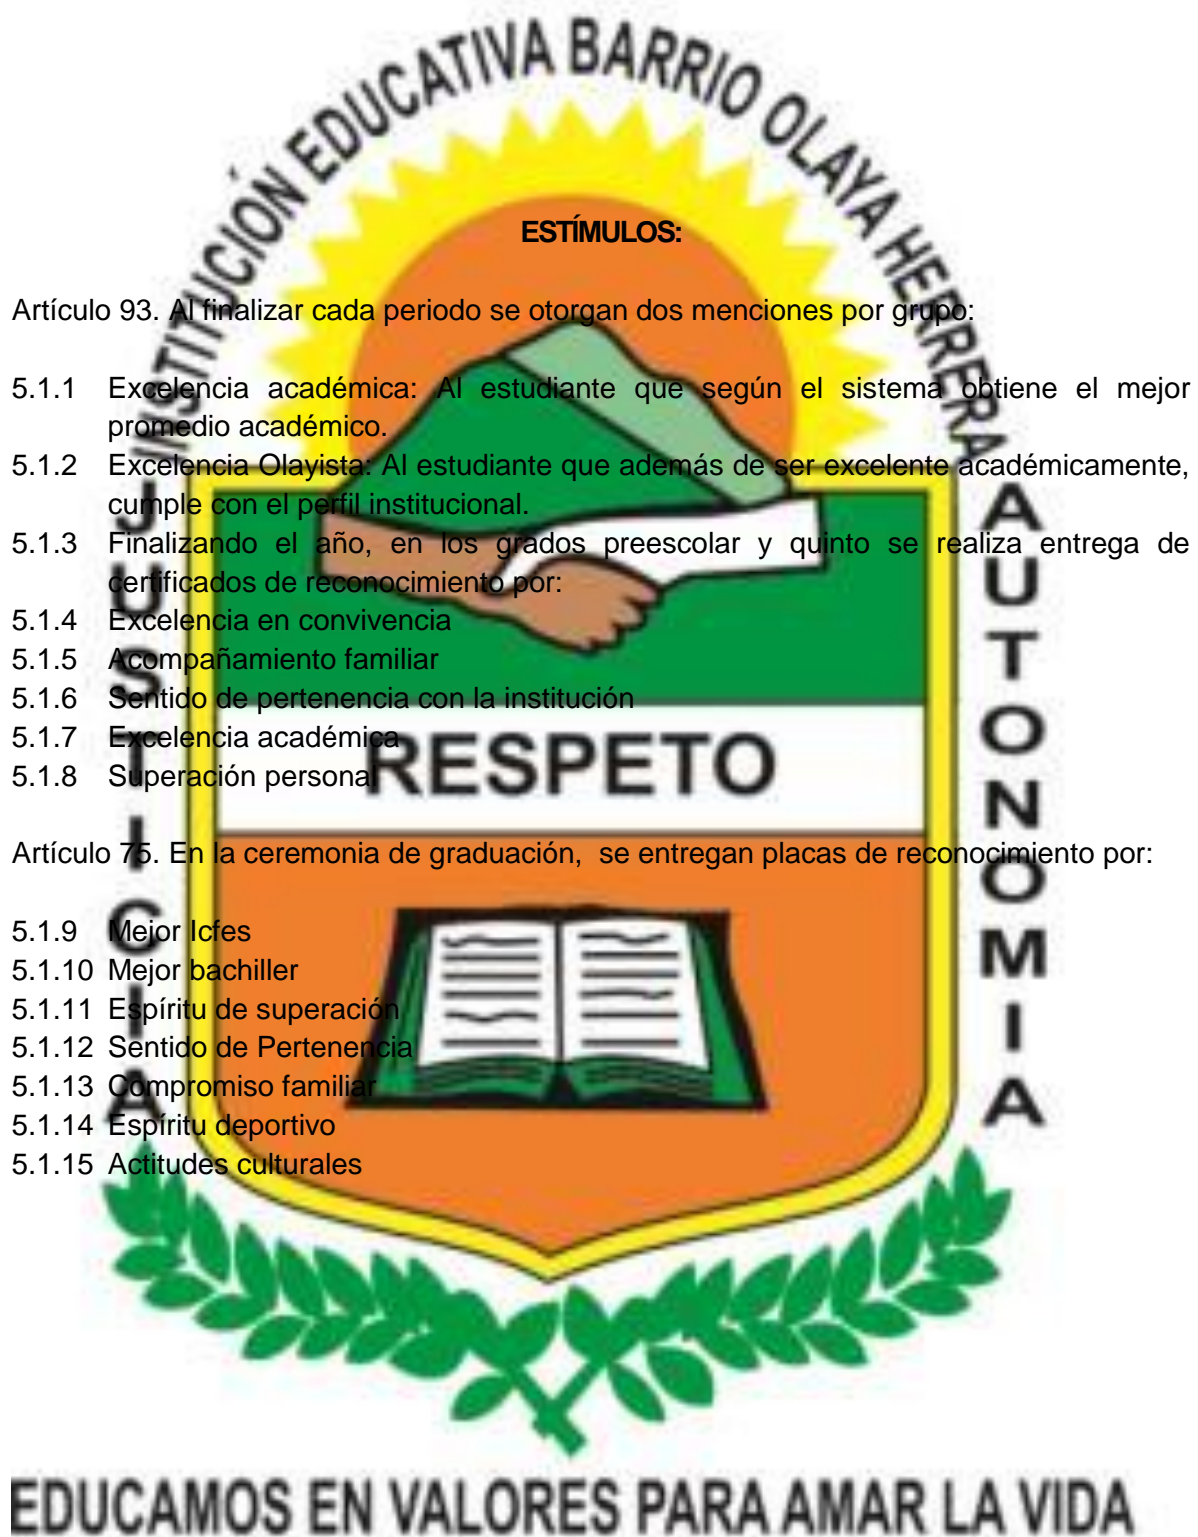 INSTITUCIÓN EDUCATIVA BARRIO OLAYA HERRERA
ESTÍMULOS:
Artículo 93. Al finalizar cada periodo se otorgan dos menciones por grupo:
5.1.1 Excelencia académica: Al estudiante que según el sistema obtiene el mejor
promedio académico.
5.1.2 Excelencia Olayista: Al estudiante que además de ser excelente académicamente,
cumple con el perfil institucional.
5.1.3 Finalizando el año, en los grados preescolar y quinto se realiza entrega de
certificados de reconocimiento por:
5.1.4 Excelencia en convivencia
5.1.5 Acompañamiento familiar
5.1.6 Sentido de pertenencia con la institución
5.1.7 Excelencia académica
5.1.8 Superación personal
Artículo 75. En la ceremonia de graduación, se entregan placas de reconocimiento por:
5.1.9 Mejor Icfes
5.1.10 Mejor bachiller
5.1.11 Espíritu de superación
5.1.12 Sentido de Pertenencia
5.1.13 Compromiso familiar
5.1.14 Espíritu deportivo
5.1.15 Actitudes culturales
JUSTICIA
RESPETO
AUTONOMIA
EDUCAMOS EN VALORES PARA AMAR LA VIDA